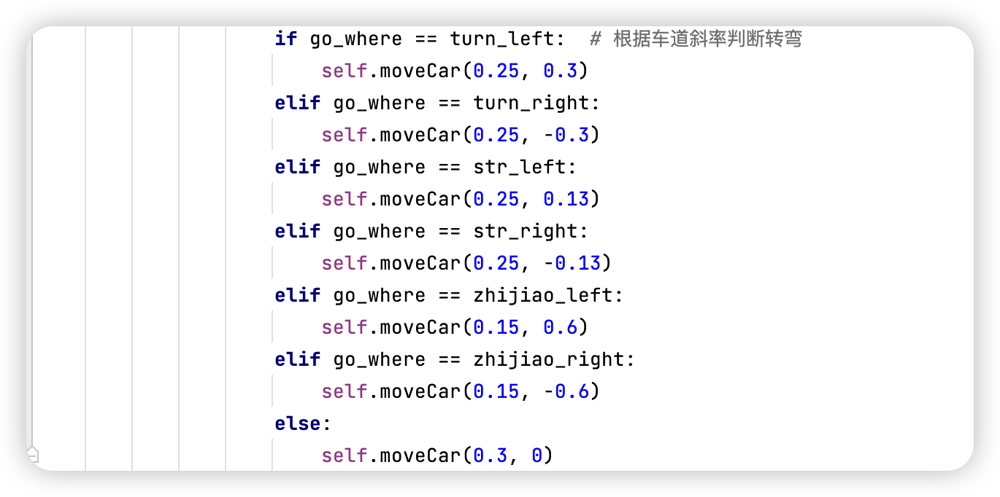 if go_where == turn_left:  # 根据车道斜率判断转弯
    self.moveCar(0.25, 0.3)
elif go_where == turn_right:
    self.moveCar(0.25, -0.3)
elif go_where == str_left:
    self.moveCar(0.25, 0.13)
elif go_where == str_right:
    self.moveCar(0.25, -0.13)
elif go_where == zhijiao_left:
    self.moveCar(0.15, 0.6)
elif go_where == zhijiao_right:
    self.moveCar(0.15, -0.6)
else:
    self.moveCar(0.3, 0)